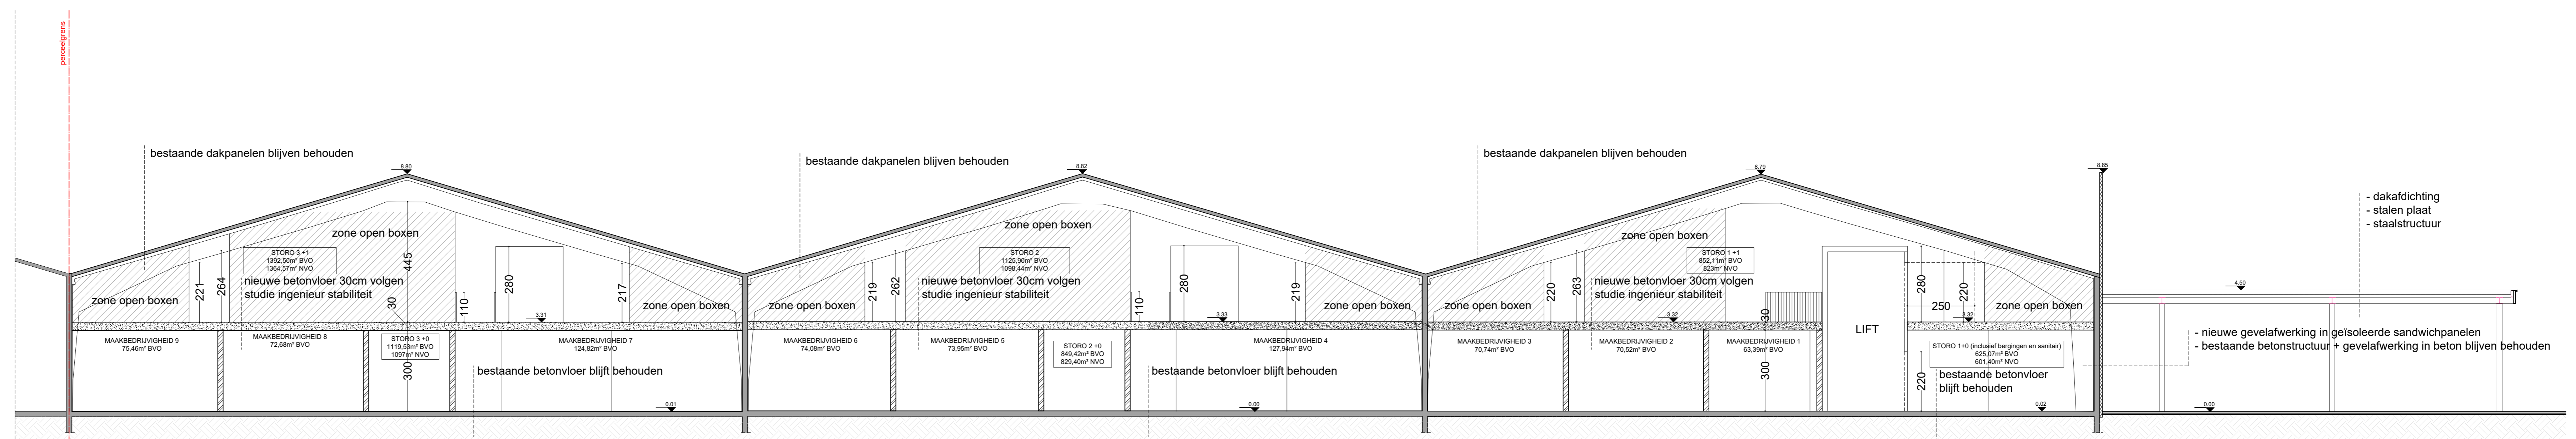 perceelgrens
bestaande dakpanelen blijven behouden
8.80
zone open boxen
STORO 3 +1
1392,50m² BVO
1364,57m² NVO
nieuwe betonvloer 30cm volgen
studie ingenieur stabiliteit
zone open boxen
221
264
445
30
110
280
217
zone open boxen
3.31
MAAKBEDRIJVIGHEID 9
75,46m² BVO
MAAKBEDRIJVIGHEID 8
72,68m² BVO
STORO 3 +0
1119,53m² BVO
1097m² NVO
300
MAAKBEDRIJVIGHEID 7
124,82m² BVO
bestaande betonvloer blijft behouden
0.01
bestaande dakpanelen blijven behouden
8.82
zone open boxen
STORO 2
1125,90m² BVO
1098,44m² NVO
nieuwe betonvloer 30cm volgen
studie ingenieur stabiliteit
zone open boxen
219
262
110
280
219
zone open boxen
3.33
MAAKBEDRIJVIGHEID 6
74,08m² BVO
MAAKBEDRIJVIGHEID 5
73,95m² BVO
STORO 2 +0
849,42m² BVO
829,40m² NVO
MAAKBEDRIJVIGHEID 4
127,94m² BVO
bestaande betonvloer blijft behouden
0.00
bestaande dakpanelen blijven behouden
8.79
zone open boxen
STORO 1 +1
852,11m² BVO
823m² NVO
nieuwe betonvloer 30cm volgen
studie ingenieur stabiliteit
zone open boxen
220
263
30
3.32
280
250
220
zone open boxen
3.32
MAAKBEDRIJVIGHEID 3
70,74m² BVO
MAAKBEDRIJVIGHEID 2
70,52m² BVO
MAAKBEDRIJVIGHEID 1
63,39m² BVO
300
LIFT
STORO 1+0 (inclusief bergingen en sanitair)
625,07m² BVO
601,40m² NVO
220
bestaande betonvloer
blijft behouden
0.02
8.85
- dakafdichting
- stalen plaat
- staalstructuur
4.50
- nieuwe gevelafwerking in geïsoleerde sandwichpanelen
- bestaande betonstructuur + gevelafwerking in beton blijven behouden
0.00